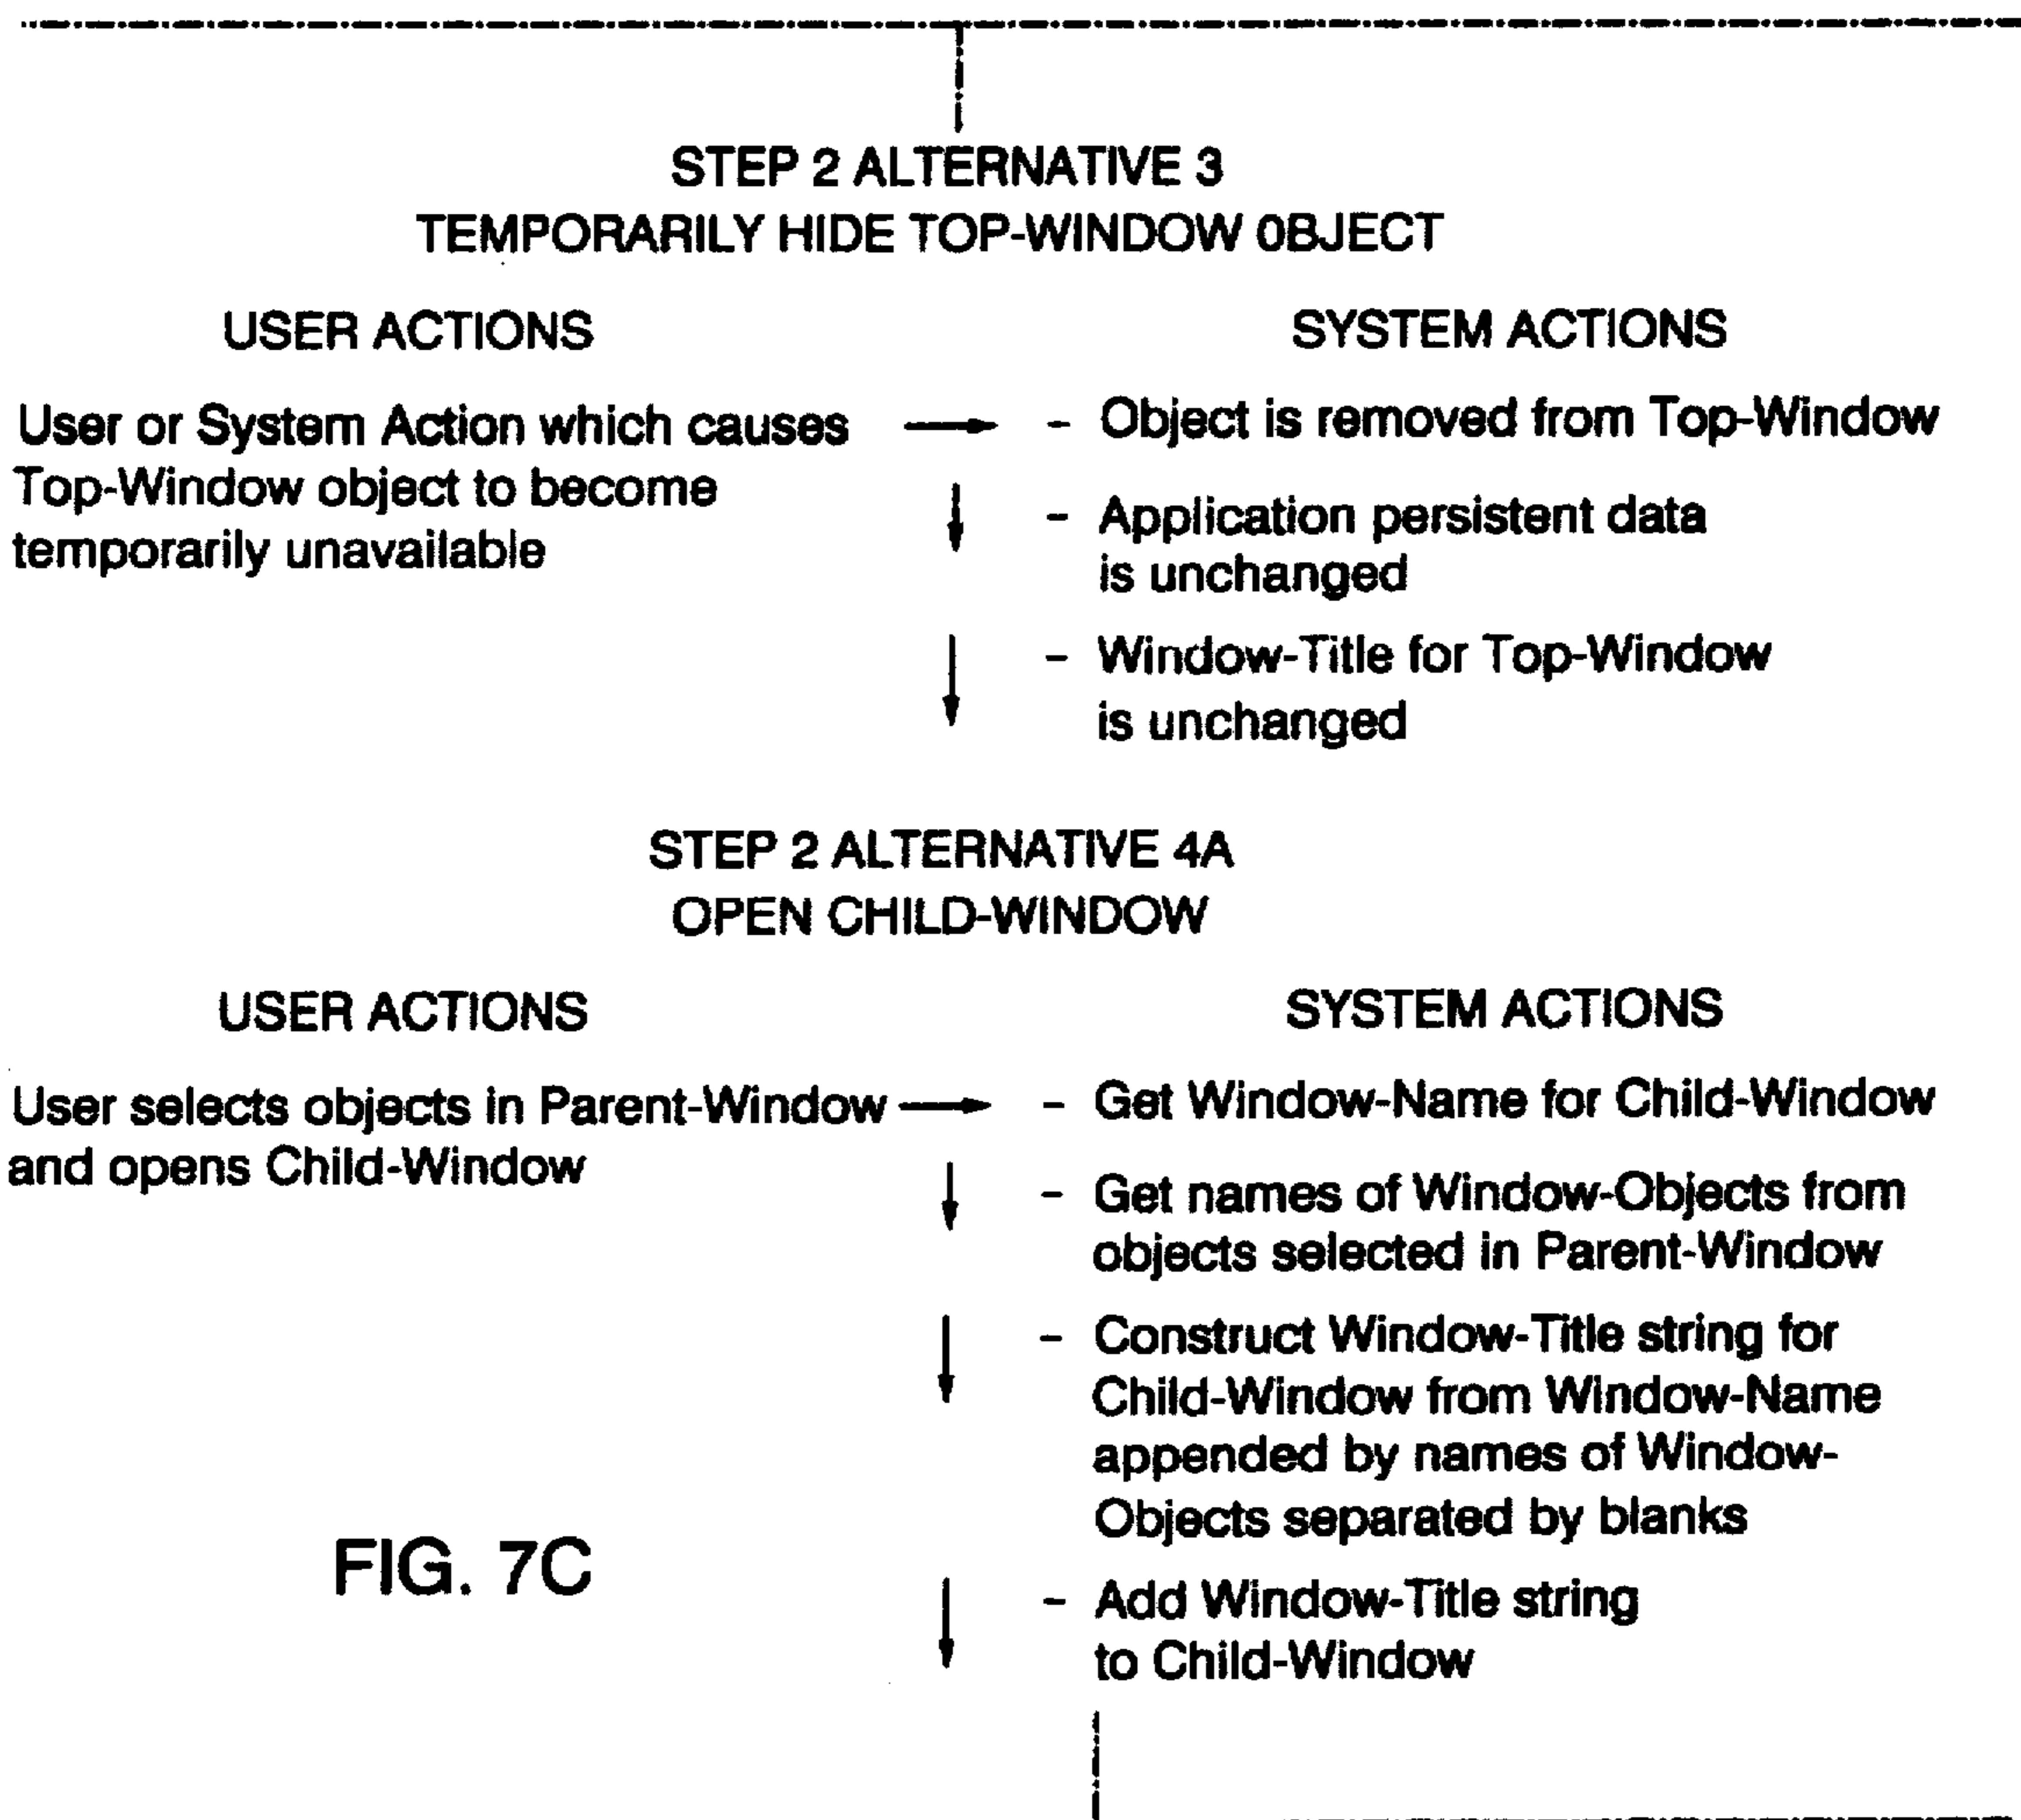 STEP 2 ALTERNATIVE 3
TEMPORARILY HIDE TOP-WINDOW OBJECT
USER ACTIONS
SYSTEM ACTIONS
User or System Action which causes
Top-Window object to become
temporarily unavailable
- Object is removed from Top-Window
- Application persistent data
is unchanged
- Window-Title for Top-Window
is unchanged
STEP 2 ALTERNATIVE 4A
OPEN CHILD-WINDOW
USER ACTIONS
SYSTEM ACTIONS
User selects objects in Parent-Window
and opens Child-Window
- Get Window-Name for Child-Window
- Get names of Window-Objects from
objects selected in Parent-Window
- Construct Window-Title string for
Child-Window from Window-Name
appended by names of Window-
Objects separated by blanks
- Add Window-Title string
to Child-Window
FIG. 7C